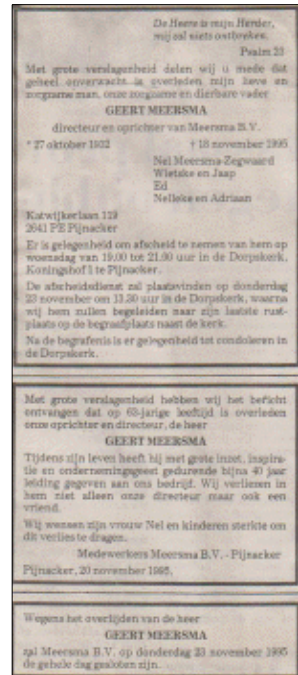 De Heere is mijn Herder,
mij zal niets ontbreken.
Psalm 23
Met grote verslagenheid delen wij u mede dat
geheel onverwacht is overleden mijn lieve en
zorgzame man, onze zorgzame en dierbare vader
GEERT MEERSMA
directeur en oprichter van Meersma B.V.
* 27 oktober 1932 † 18 november 1995
Nel Meersma-Zegwaard
Wietske en Jaap
Ed
Nelleke en Adriaan
Katwijkerlaan 119
2641 PE Pijnacker
Er is gelegenheid om afscheid te nemen van hem op
woensdag van 19.00 tot 21.00 uur in de Dorpskerk,
Koningshof 1 te Pijnacker.
De afscheidsdienst zal plaatsvinden op donderdag
23 november om 13.30 uur in de Dorpskerk, waarna
wij hem zullen begeleiden naar zijn laatste rust-
plaats op de begraafplaats naast de kerk.
Na de begrafenis is er gelegenheid tot condoleren in
de Dorpskerk.
Met grote verslagenheid hebben wij het bericht
ontvangen dat op 63-jarige leeftijd is overleden
onze oprichter en directeur, de heer
GEERT MEERSMA
Tijdens zijn leven heeft hij met grote inzet, inspira-
tie en ondernemingsgeest gedurende bijna 40 jaar
leiding gegeven aan ons bedrijf. Wij verliezen in
hem niet alleen onze directeur maar ook een
vriend.
Wij wensen zijn vrouw Nel en kinderen sterkte om
dit verlies te dragen.
Medewerkers Meersma B.V. - Pijnacker
Pijnacker, 20 november 1995.
Wegens het overlijden van de heer
GEERT MEERSMA
zal Meersma B.V. op donderdag 23 november 1995
de gehele dag gesloten zijn.